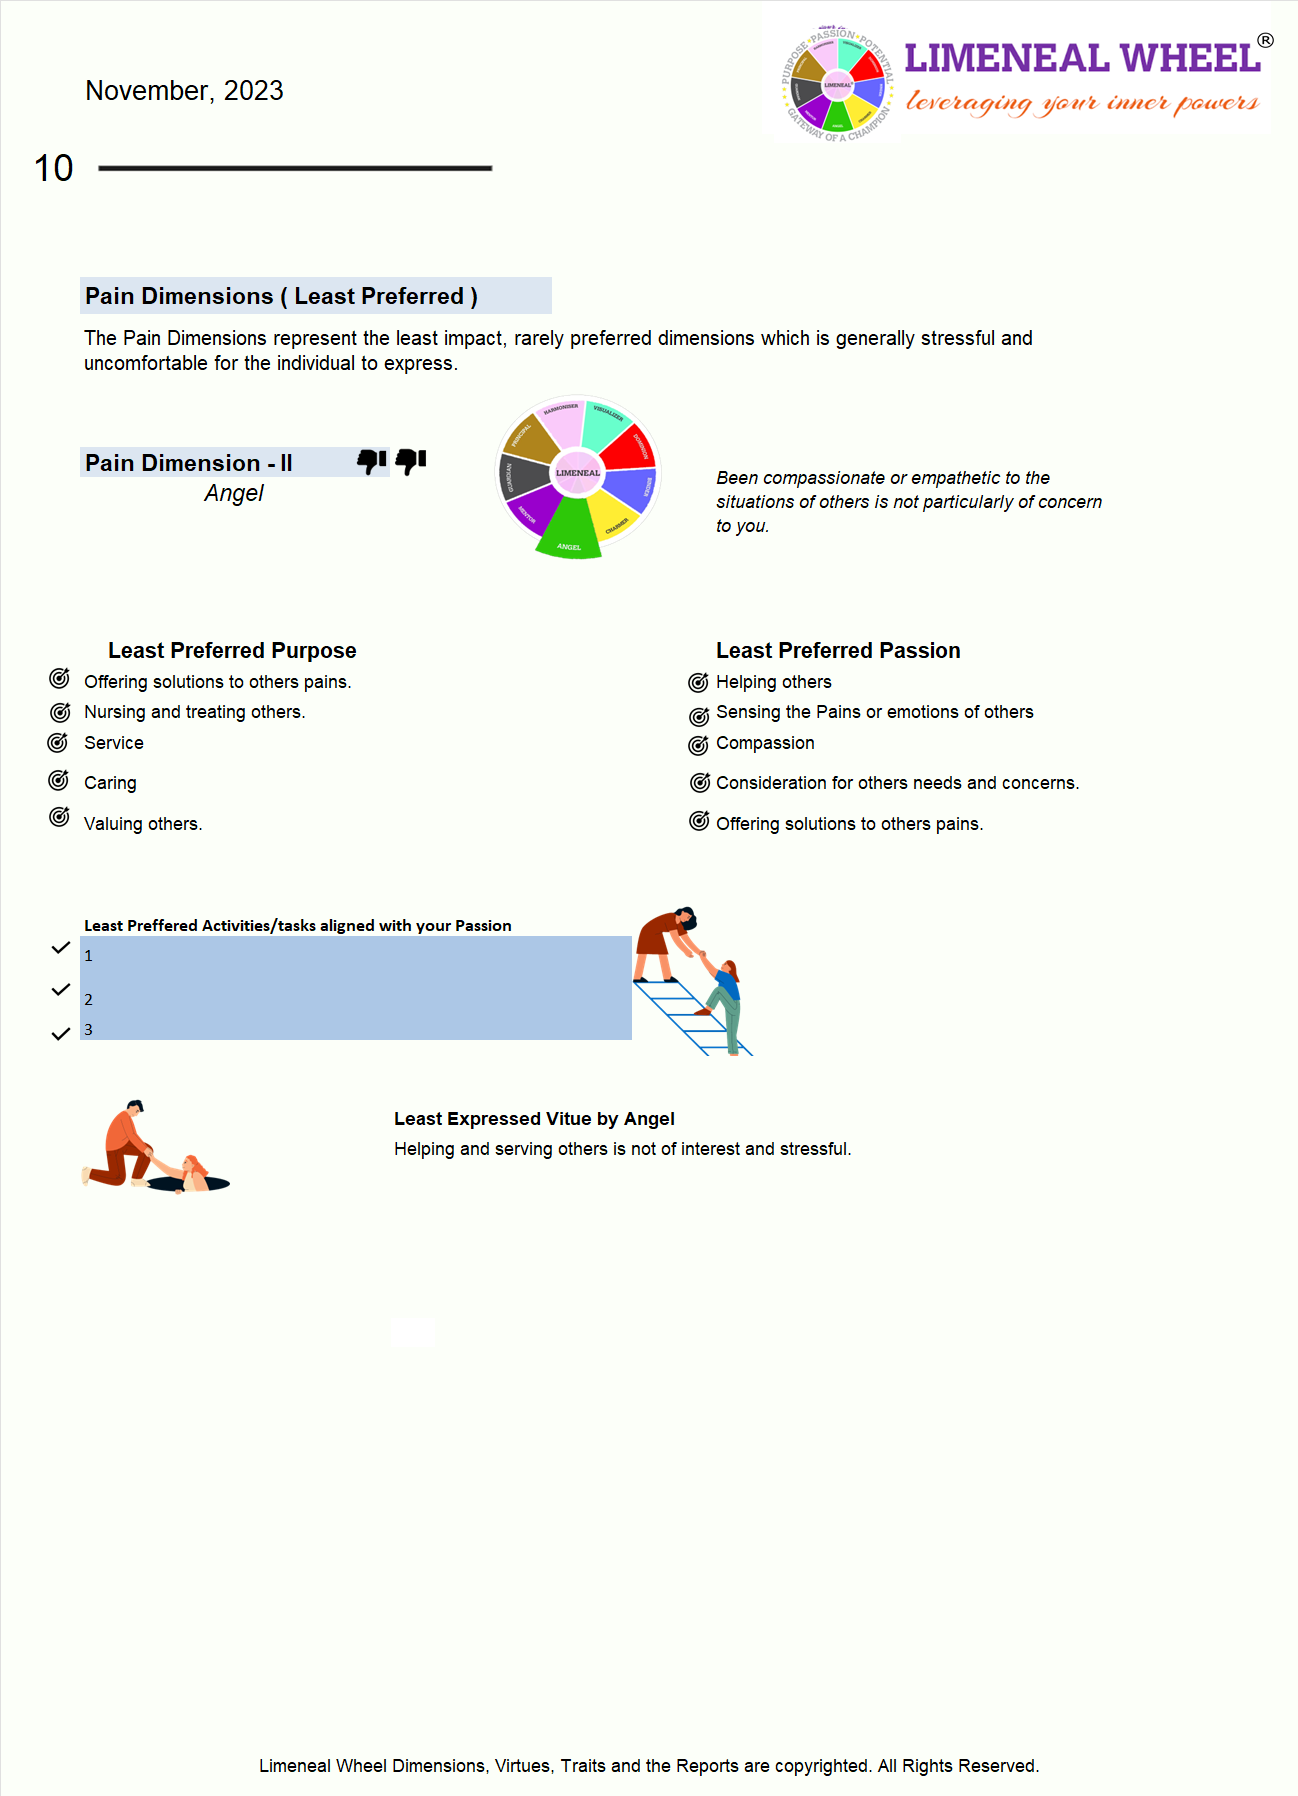 November, 2023
PURPOSE • PASSION • POTENTIAL
GATEWAY OF A CHAMPION
LIMENEAL
ANGEL
LIMENEAL WHEEL®
leveraging your inner powers
10
Pain Dimensions ( Least Preferred )
The Pain Dimensions represent the least impact, rarely preferred dimensions which is generally stressful and
uncomfortable for the individual to express.
Pain Dimension - II
Angel
HARMONISER
VISUALIZER
DOMINION
BINDER
CHARMER
ANGEL
MENTOR
GUARDIAN
PRINCIPAL
LIMENEAL
Been compassionate or empathetic to the
situations of others is not particularly of concern
to you.
Least Preferred Purpose
Offering solutions to others pains.
Nursing and treating others.
Service
Caring
Valuing others.
Least Preferred Passion
Helping others
Sensing the Pains or emotions of others
Compassion
Consideration for others needs and concerns.
Offering solutions to others pains.
Least Preffered Activities/tasks aligned with your Passion
1
2
3
Least Expressed Vitue by Angel
Helping and serving others is not of interest and stressful.
Limeneal Wheel Dimensions, Virtues, Traits and the Reports are copyrighted. All Rights Reserved.